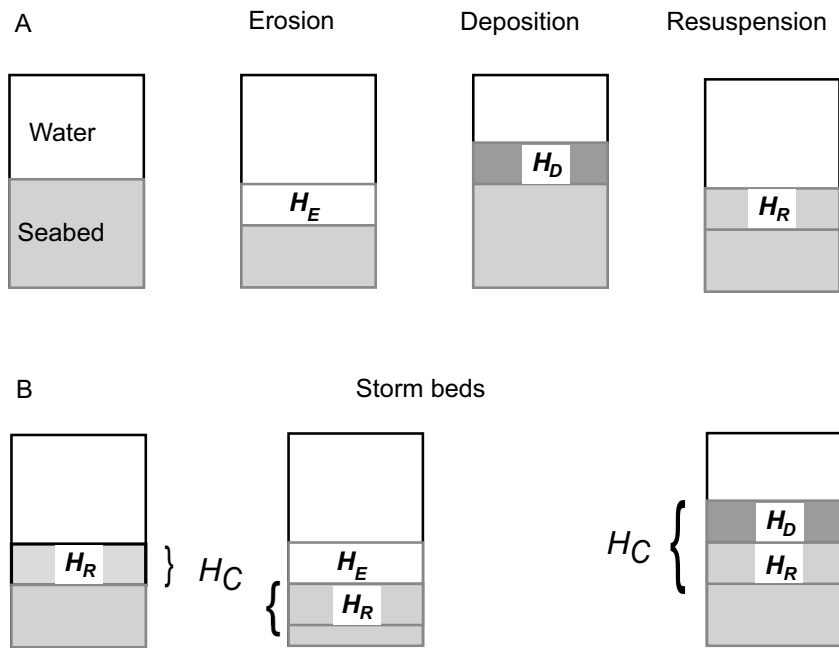 A
Erosion
Deposition
Resuspension
Water
Seabed
H_E
H_D
H_R
B
Storm beds
H_R
} H_C {
H_E
H_R
H_C {
H_D
H_R